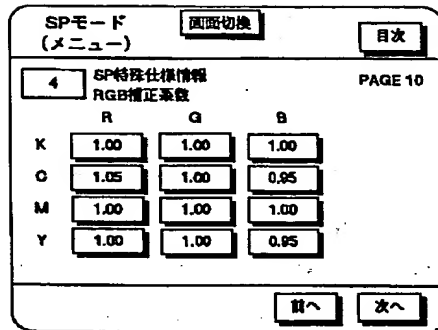 SPモード 画面切換
(メニュー) 目次
4 SP特殊仕様情報 PAGE 10
RGB補正系数
R G B
K 1.00 1.00 1.00
C 1.05 1.00 0.95
M 1.00 1.00 1.00
Y 1.00 1.00 0.95
前へ 次へ